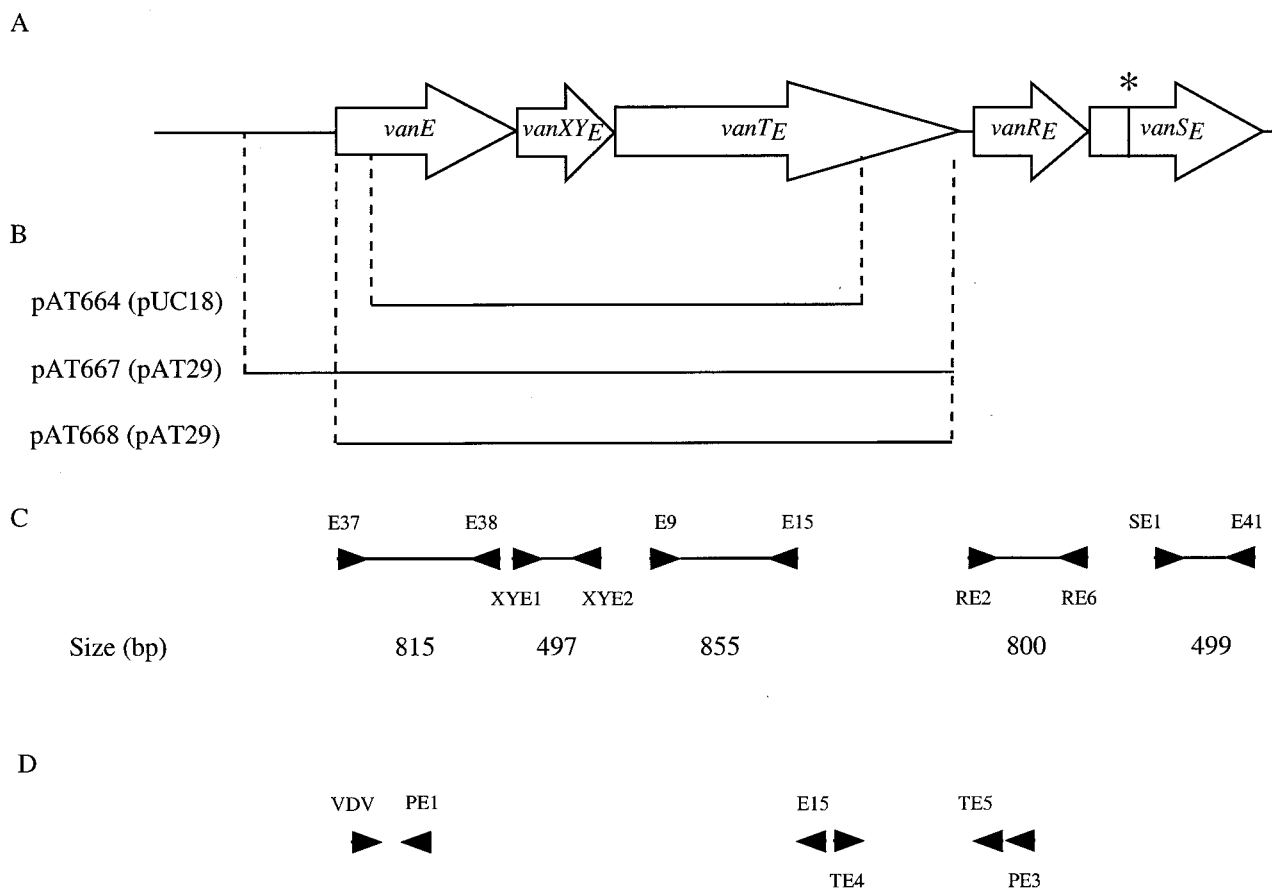 A
*
vanE vanXYE vanTE vanRE vanSE
B
pAT664 (pUC18)
pAT667 (pAT29)
pAT668 (pAT29)
C
E37 E38 E9 E15 SE1 E41
XYE1 XYE2 RE2 RE6
Size (bp) 815 497 855 800 499
D
VDV PE1 E15 TE5
TE4 PE3